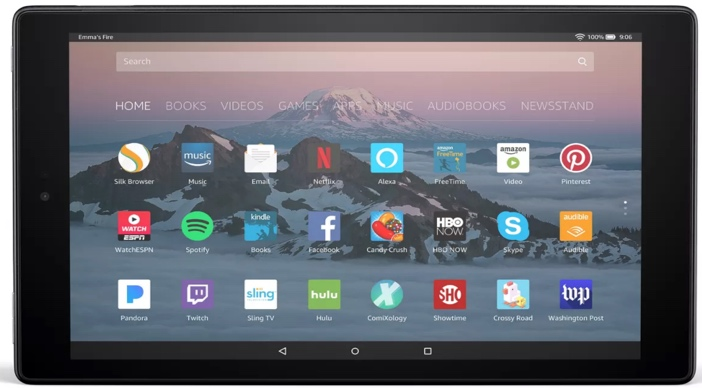 Emma's Fire 100% 9:06
Search
HOME BOOKS VIDEOS GAMES APPS MUSIC AUDIOBOOKS NEWSSTAND
music N amazon FreeTime amazon
Silk Browser Music Email Netflix Alexa FreeTime Video Pinterest
WATCH ESPN kindle f HBO NOW S audible
WatchESPN Spotify Books Facebook Candy Crush HBO NOW Skype Audible
P sling hulu SHO wp
Pandora Twitch Sling TV Hulu ComiXology Showtime Crossy Road Washington Post